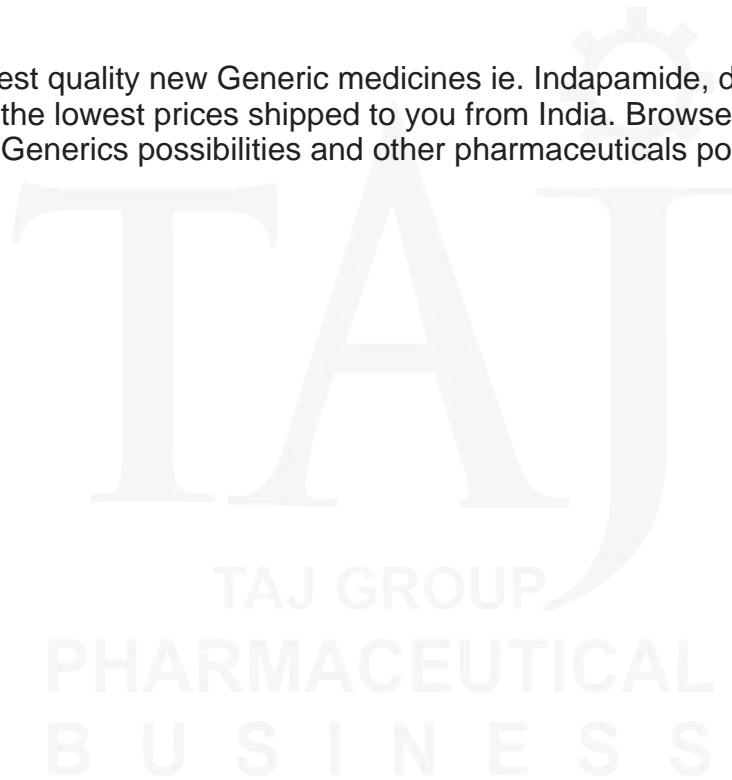 est quality new Generic medicines ie. Indapamide, d
the lowest prices shipped to you from India. Browse
Generics possibilities and other pharmaceuticals po
TAJ
TAJ GROUP
PHARMACEUTICAL
BUSINESS